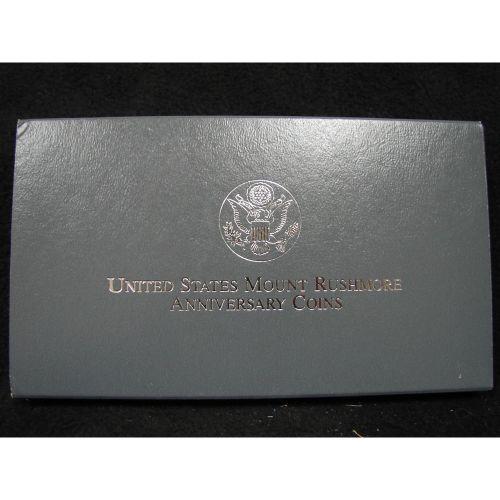 United States Mount Rushmore
Anniversary Coins